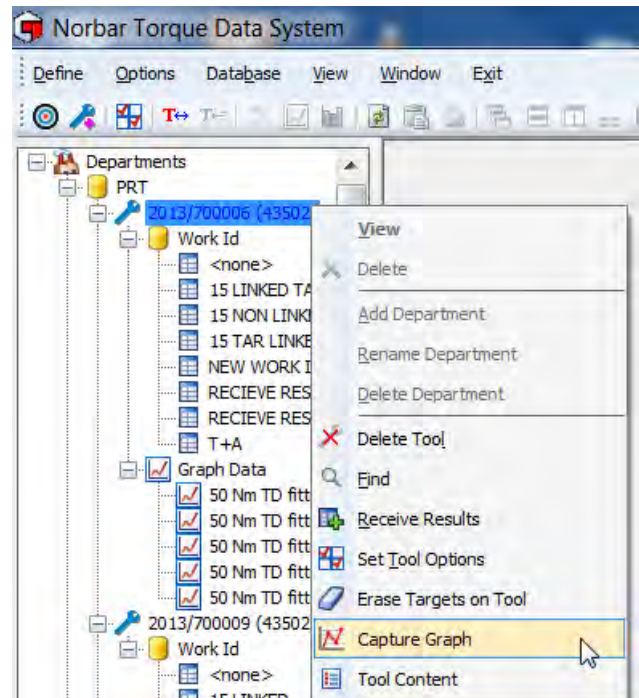 Norbar Torque Data System
Define Options Database View Window Exit
T T
Departments
PRT
2013/700006 (43502
Work Id
<none>
15 LINKED TA
15 NON LINK
15 TAR LINKE
NEW WORK I
RECIEVE RES
RECIEVE RES
T+A
Graph Data
50 Nm TD fitt
50 Nm TD fitt
50 Nm TD fitt
50 Nm TD fitt
50 Nm TD fitt
2013/700009 (43502
Work Id
<none>
15 LINKED
View
Delete
Add Department
Rename Department
Delete Department
Delete Tool
Find
Receive Results
Set Tool Options
Erase Targets on Tool
Capture Graph
Tool Content